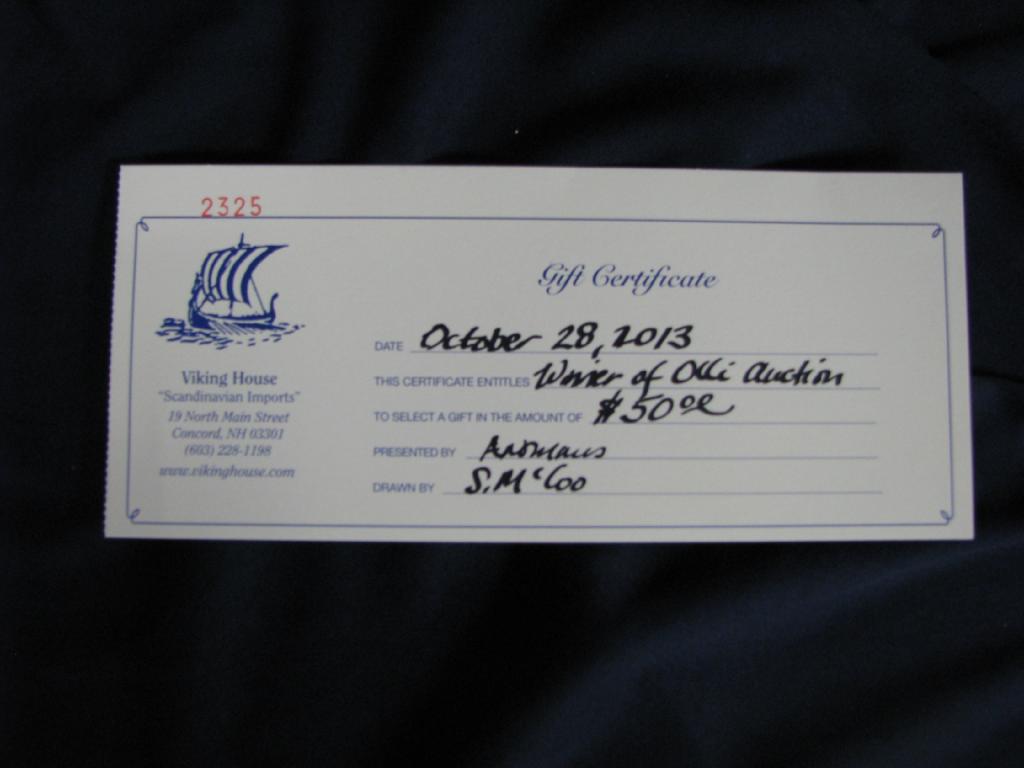 2325
Gift Certificate
DATE October 28, 2013
THIS CERTIFICATE ENTITLES Winner of Olli Auction
TO SELECT A GIFT IN THE AMOUNT OF $50.00
PRESENTED BY
DRAWN BY S. McCoo
Viking House
"Scandinavian Imports"
19 North Main Street
Concord, NH 03301
(603) 228-1198
www.vikinghouse.com